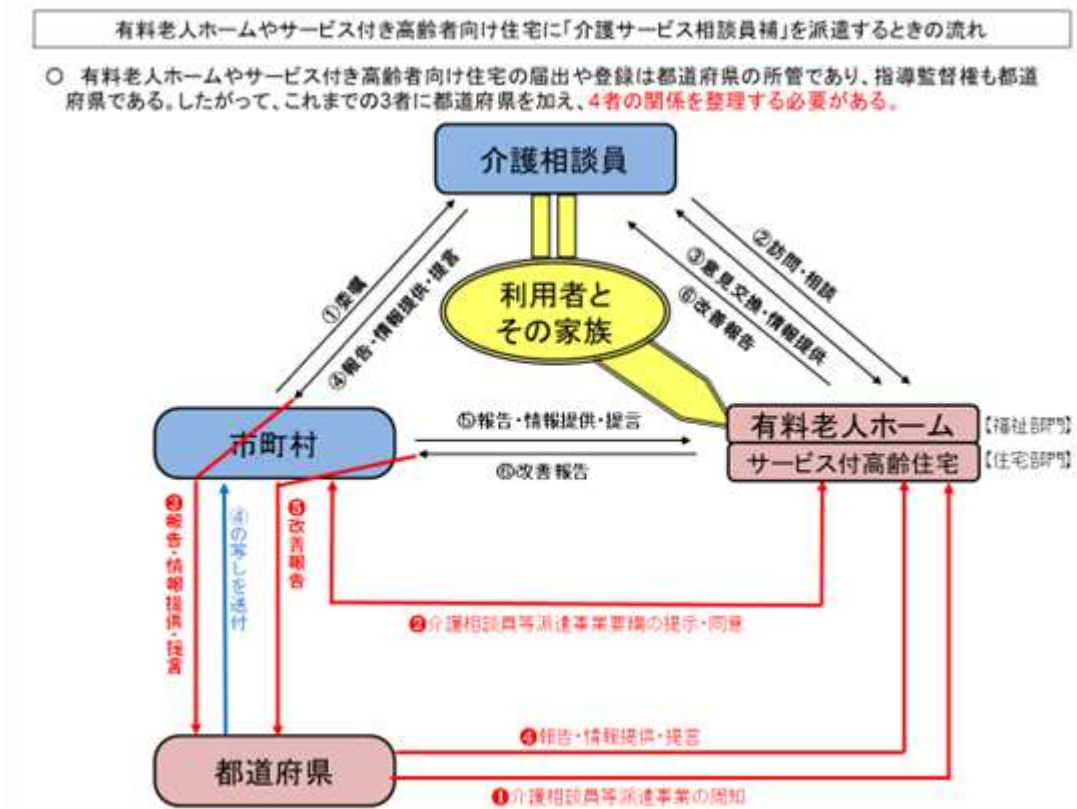 有料老人ホームやサービス付き高齢者向け住宅に「介護サービス相談員補」を派遣するときの流れ
○ 有料老人ホームやサービス付き高齢者向け住宅の届出や登録は都道府県の所管であり、指導監督権も都道
府県である。したがって、これまでの3者に都道府県を加え、4者の関係を整理する必要がある。
介護相談員
①委嘱
④報告・情報提供・提言
②訪問・相談
③意見交換・情報提供
⑥改善報告
利用者と
その家族
市町村
⑤報告・情報提供・提言
⑥改善報告
有料老人ホーム
【福祉部門】
サービス付高齢住宅
【住宅部門】
❸報告・情報提供・提言
④の写しを送付
❺改善報告
❷介護相談員等派遣事業要綱の提示・同意
❹報告・情報提供・提言
都道府県
❶介護相談員等派遣事業の周知